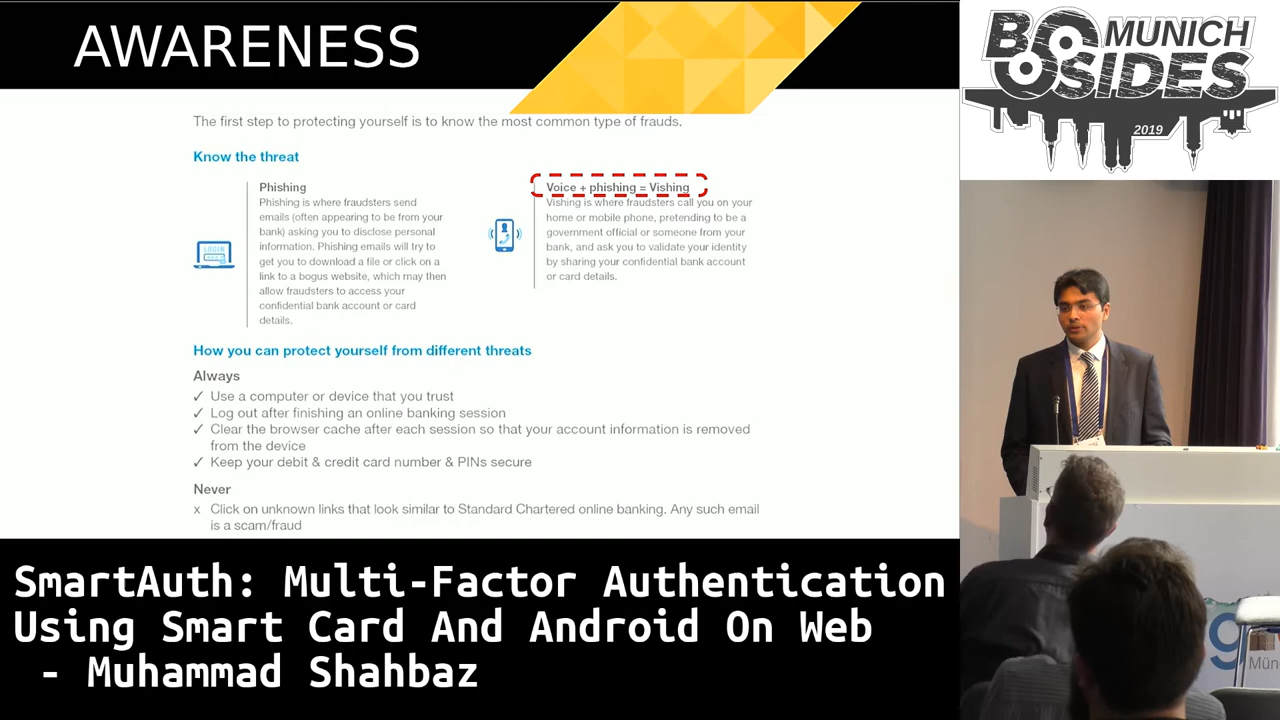 AWARENESS
The first step to protecting yourself is to know the most common type of frauds.
Know the threat
Phishing
Phishing is where fraudsters send
emails (often appearing to be from your
bank) asking you to disclose personal
information. Phishing emails will try to
get you to download a file or click on a
link to a bogus website, which may then
allow fraudsters to access your
confidential bank account or card
details.
LOGIN
Voice + phishing = Vishing
Vishing is where fraudsters call you on your
home or mobile phone, pretending to be a
government official or someone from your
bank, and ask you to validate your identity
by sharing your confidential bank account
or card details.
How you can protect yourself from different threats
Always
✓ Use a computer or device that you trust
✓ Log out after finishing an online banking session
✓ Clear the browser cache after each session so that your account information is removed
from the device
✓ Keep your debit & credit card number & PINs secure
Never
x Click on unknown links that look similar to Standard Chartered online banking. Any such email
is a scam/fraud
BSIDES MUNICH
2019
SmartAuth: Multi-Factor Authentication
Using Smart Card And Android On Web
- Muhammad Shahbaz
g
Mün